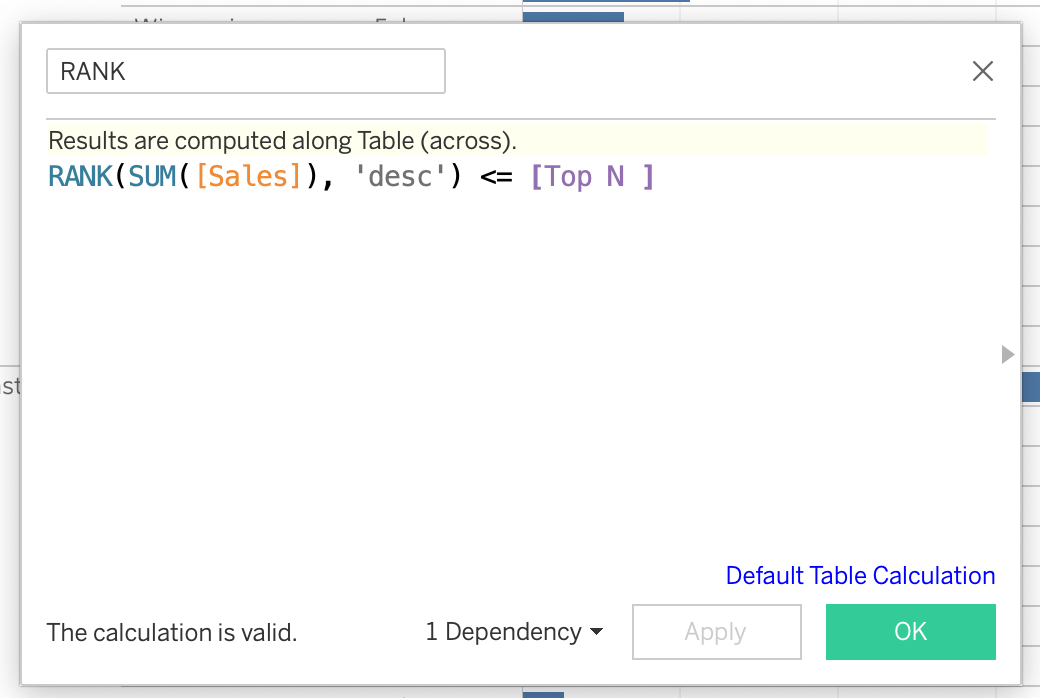 RANK
Results are computed along Table (across).
RANK(SUM([Sales]), 'desc') <= [Top N ]
Default Table Calculation
The calculation is valid.
1 Dependency
Apply
OK